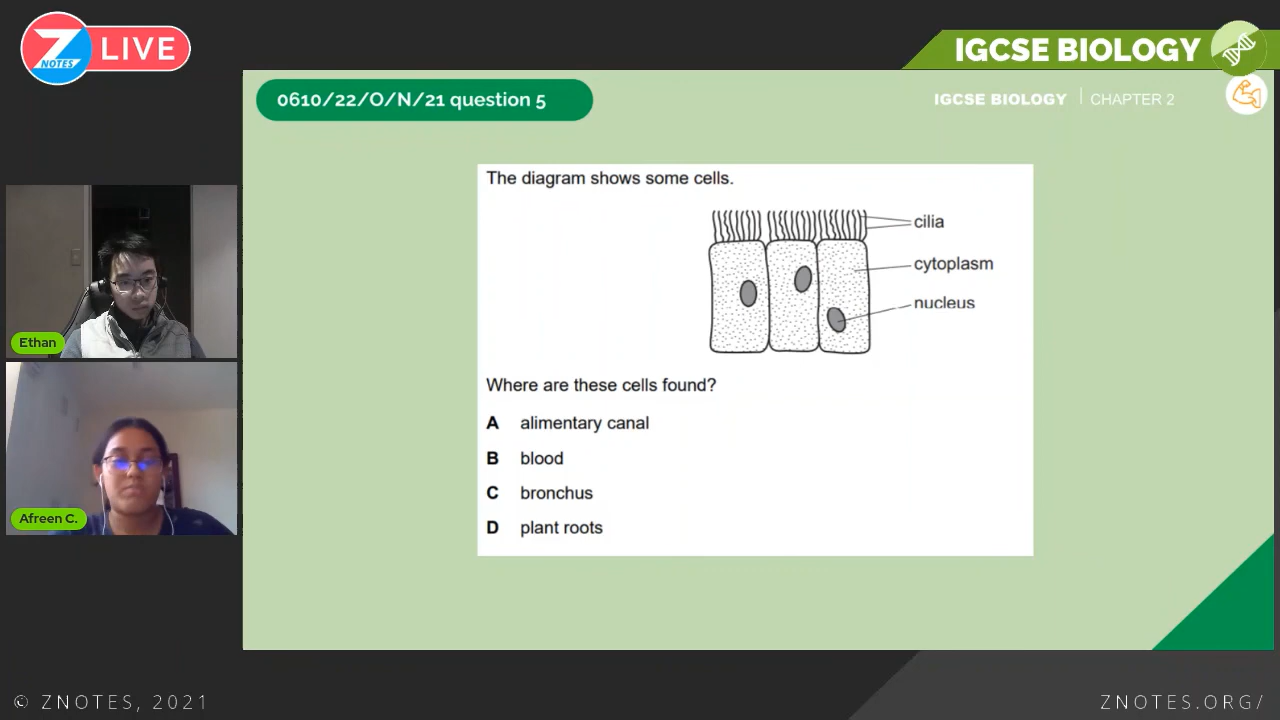 Z
NOTES
LIVE
IGCSE BIOLOGY
0610/22/O/N/21 question 5
IGCSE BIOLOGY | CHAPTER 2
The diagram shows some cells.
cilia
cytoplasm
nucleus
Where are these cells found?
A alimentary canal
B blood
C bronchus
D plant roots
Ethan
Afreen C.
© ZNOTES, 2021
ZNOTES.ORG/